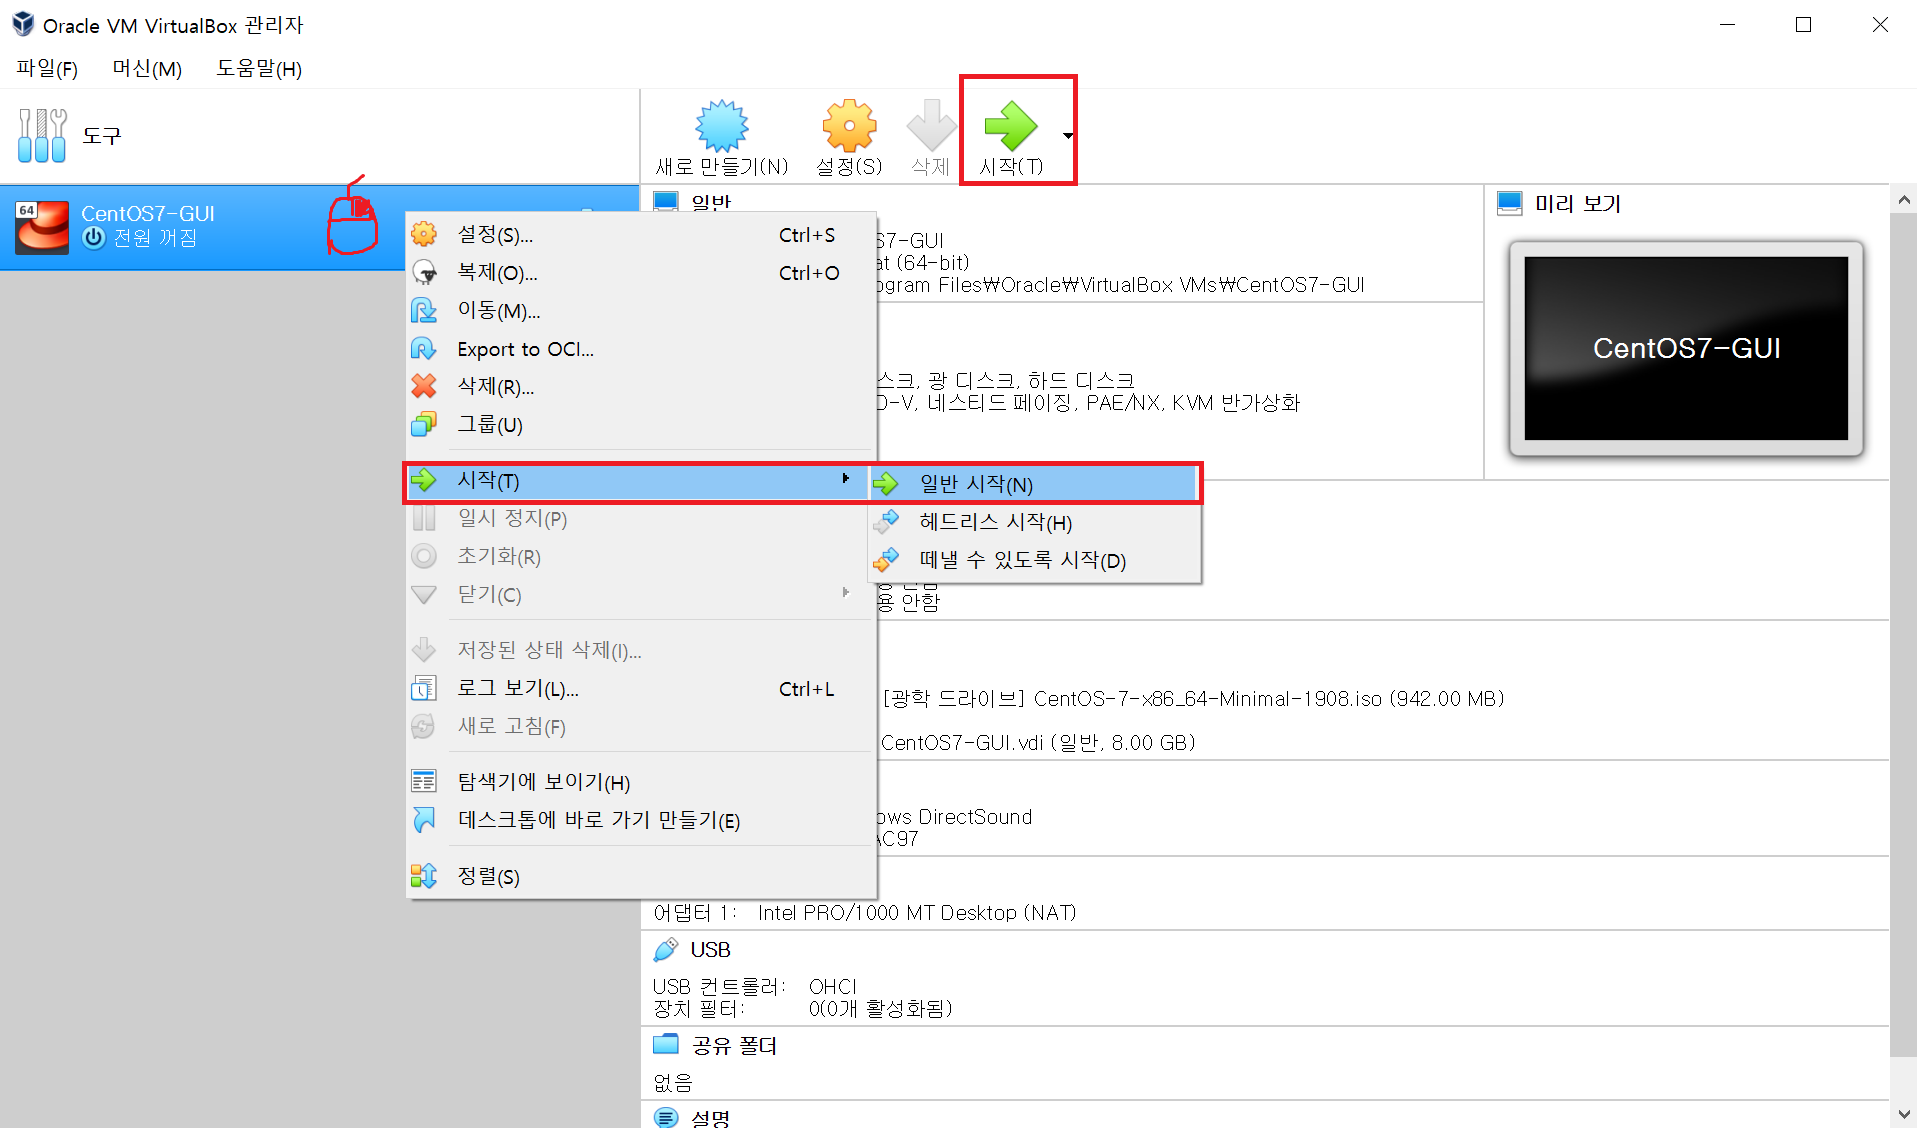 Oracle VM VirtualBox 관리자
파일(F) 머신(M) 도움말(H)
도구
새로 만들기(N) 설정(S) 삭제 시작(T)
64
CentOS7-GUI
전원 꺼짐
설정(S)... Ctrl+S
복제(O)... Ctrl+O
이동(M)...
Export to OCI...
삭제(R)...
그룹(U)
시작(T)
일시 정지(P)
초기화(R)
닫기(C)
저장된 상태 삭제(I)...
로그 보기(L)... Ctrl+L
새로 고침(F)
탐색기에 보이기(H)
데스크톱에 바로 가기 만들기(E)
정렬(S)
일반 시작(N)
헤드리스 시작(H)
떼낼 수 있도록 시작(D)
일반
S7-GUI
at (64-bit)
ogram Files₩Oracle₩VirtualBox VMs₩CentOS7-GUI
미리 보기
CentOS7-GUI
스크, 광 디스크, 하드 디스크
D-V, 네스티드 페이징, PAE/NX, KVM 반가상화
용 안함
[광학 드라이브] CentOS-7-x86_64-Minimal-1908.iso (942.00 MB)
CentOS7-GUI.vdi (일반, 8.00 GB)
ows DirectSound
AC97
어댑터 1: Intel PRO/1000 MT Desktop (NAT)
USB
USB 컨트롤러: OHCI
장치 필터: 0(0개 활성화됨)
공유 폴더
없음
설명